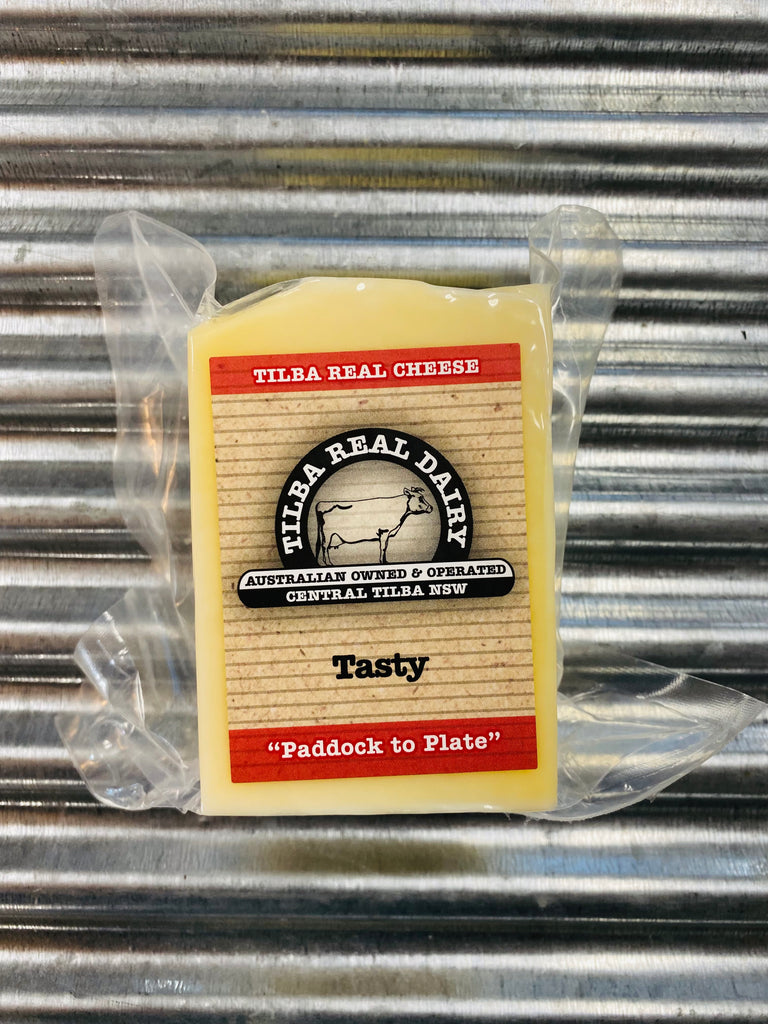 TILBA REAL CHEESE
TILBA REAL DAIRY
AUSTRALIAN OWNED & OPERATED
CENTRAL TILBA NSW
Tasty
“Paddock to Plate”